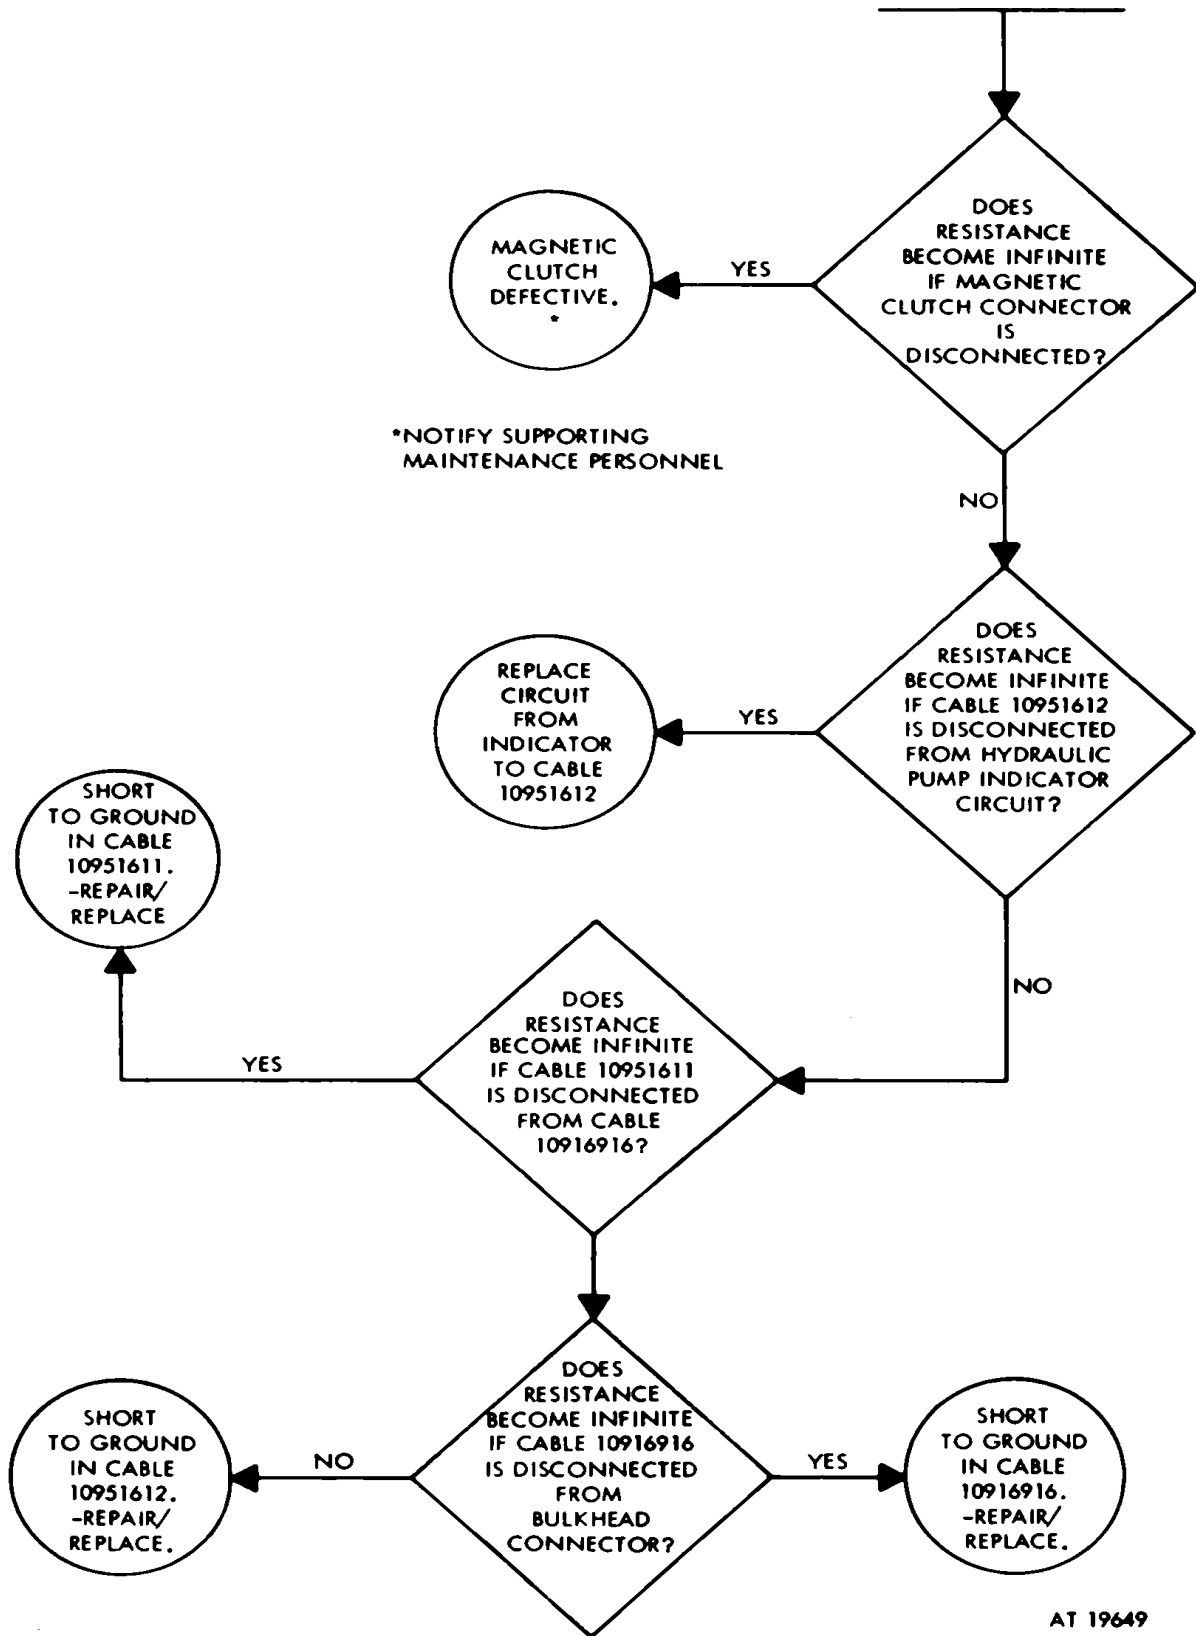 DOES
RESISTANCE
BECOME INFINITE
IF MAGNETIC
CLUTCH CONNECTOR
IS
DISCONNECTED?
YES
MAGNETIC
CLUTCH
DEFECTIVE.
*
*NOTIFY SUPPORTING
MAINTENANCE PERSONNEL
NO
DOES
RESISTANCE
BECOME INFINITE
IF CABLE 10951612
IS DISCONNECTED
FROM HYDRAULIC
PUMP INDICATOR
CIRCUIT?
YES
REPLACE
CIRCUIT
FROM
INDICATOR
TO CABLE
10951612
NO
DOES
RESISTANCE
BECOME INFINITE
IF CABLE 10951611
IS DISCONNECTED
FROM CABLE
10916916?
YES
SHORT
TO GROUND
IN CABLE
10951611.
-REPAIR/
REPLACE
DOES
RESISTANCE
BECOME INFINITE
IF CABLE 10916916
IS DISCONNECTED
FROM
BULKHEAD
CONNECTOR?
NO
SHORT
TO GROUND
IN CABLE
10951612.
-REPAIR/
REPLACE.
YES
SHORT
TO GROUND
IN CABLE
10916916.
-REPAIR/
REPLACE.
AT 19649